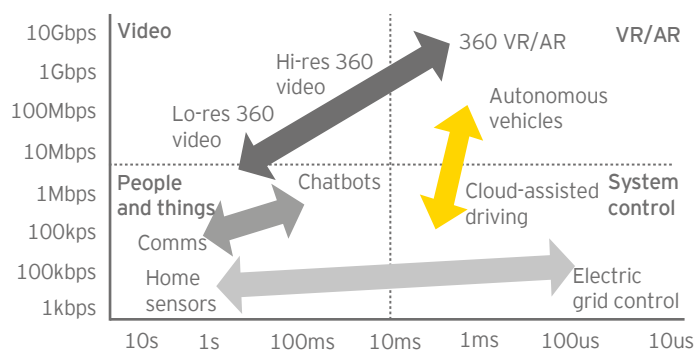 10Gbps
1Gbps
100Mbps
10Mbps
1Mbps
100kbps
100kbps
1kbps
Video
VR/AR
360 VR/AR
Hi-res 360
video
Lo-res 360
video
Autonomous
vehicles
People
and things
Chatbots
Comms
Cloud-assisted
driving
System
control
Home
sensors
Electric
grid control
10s
1s
100ms
10ms
1ms
100us
10us